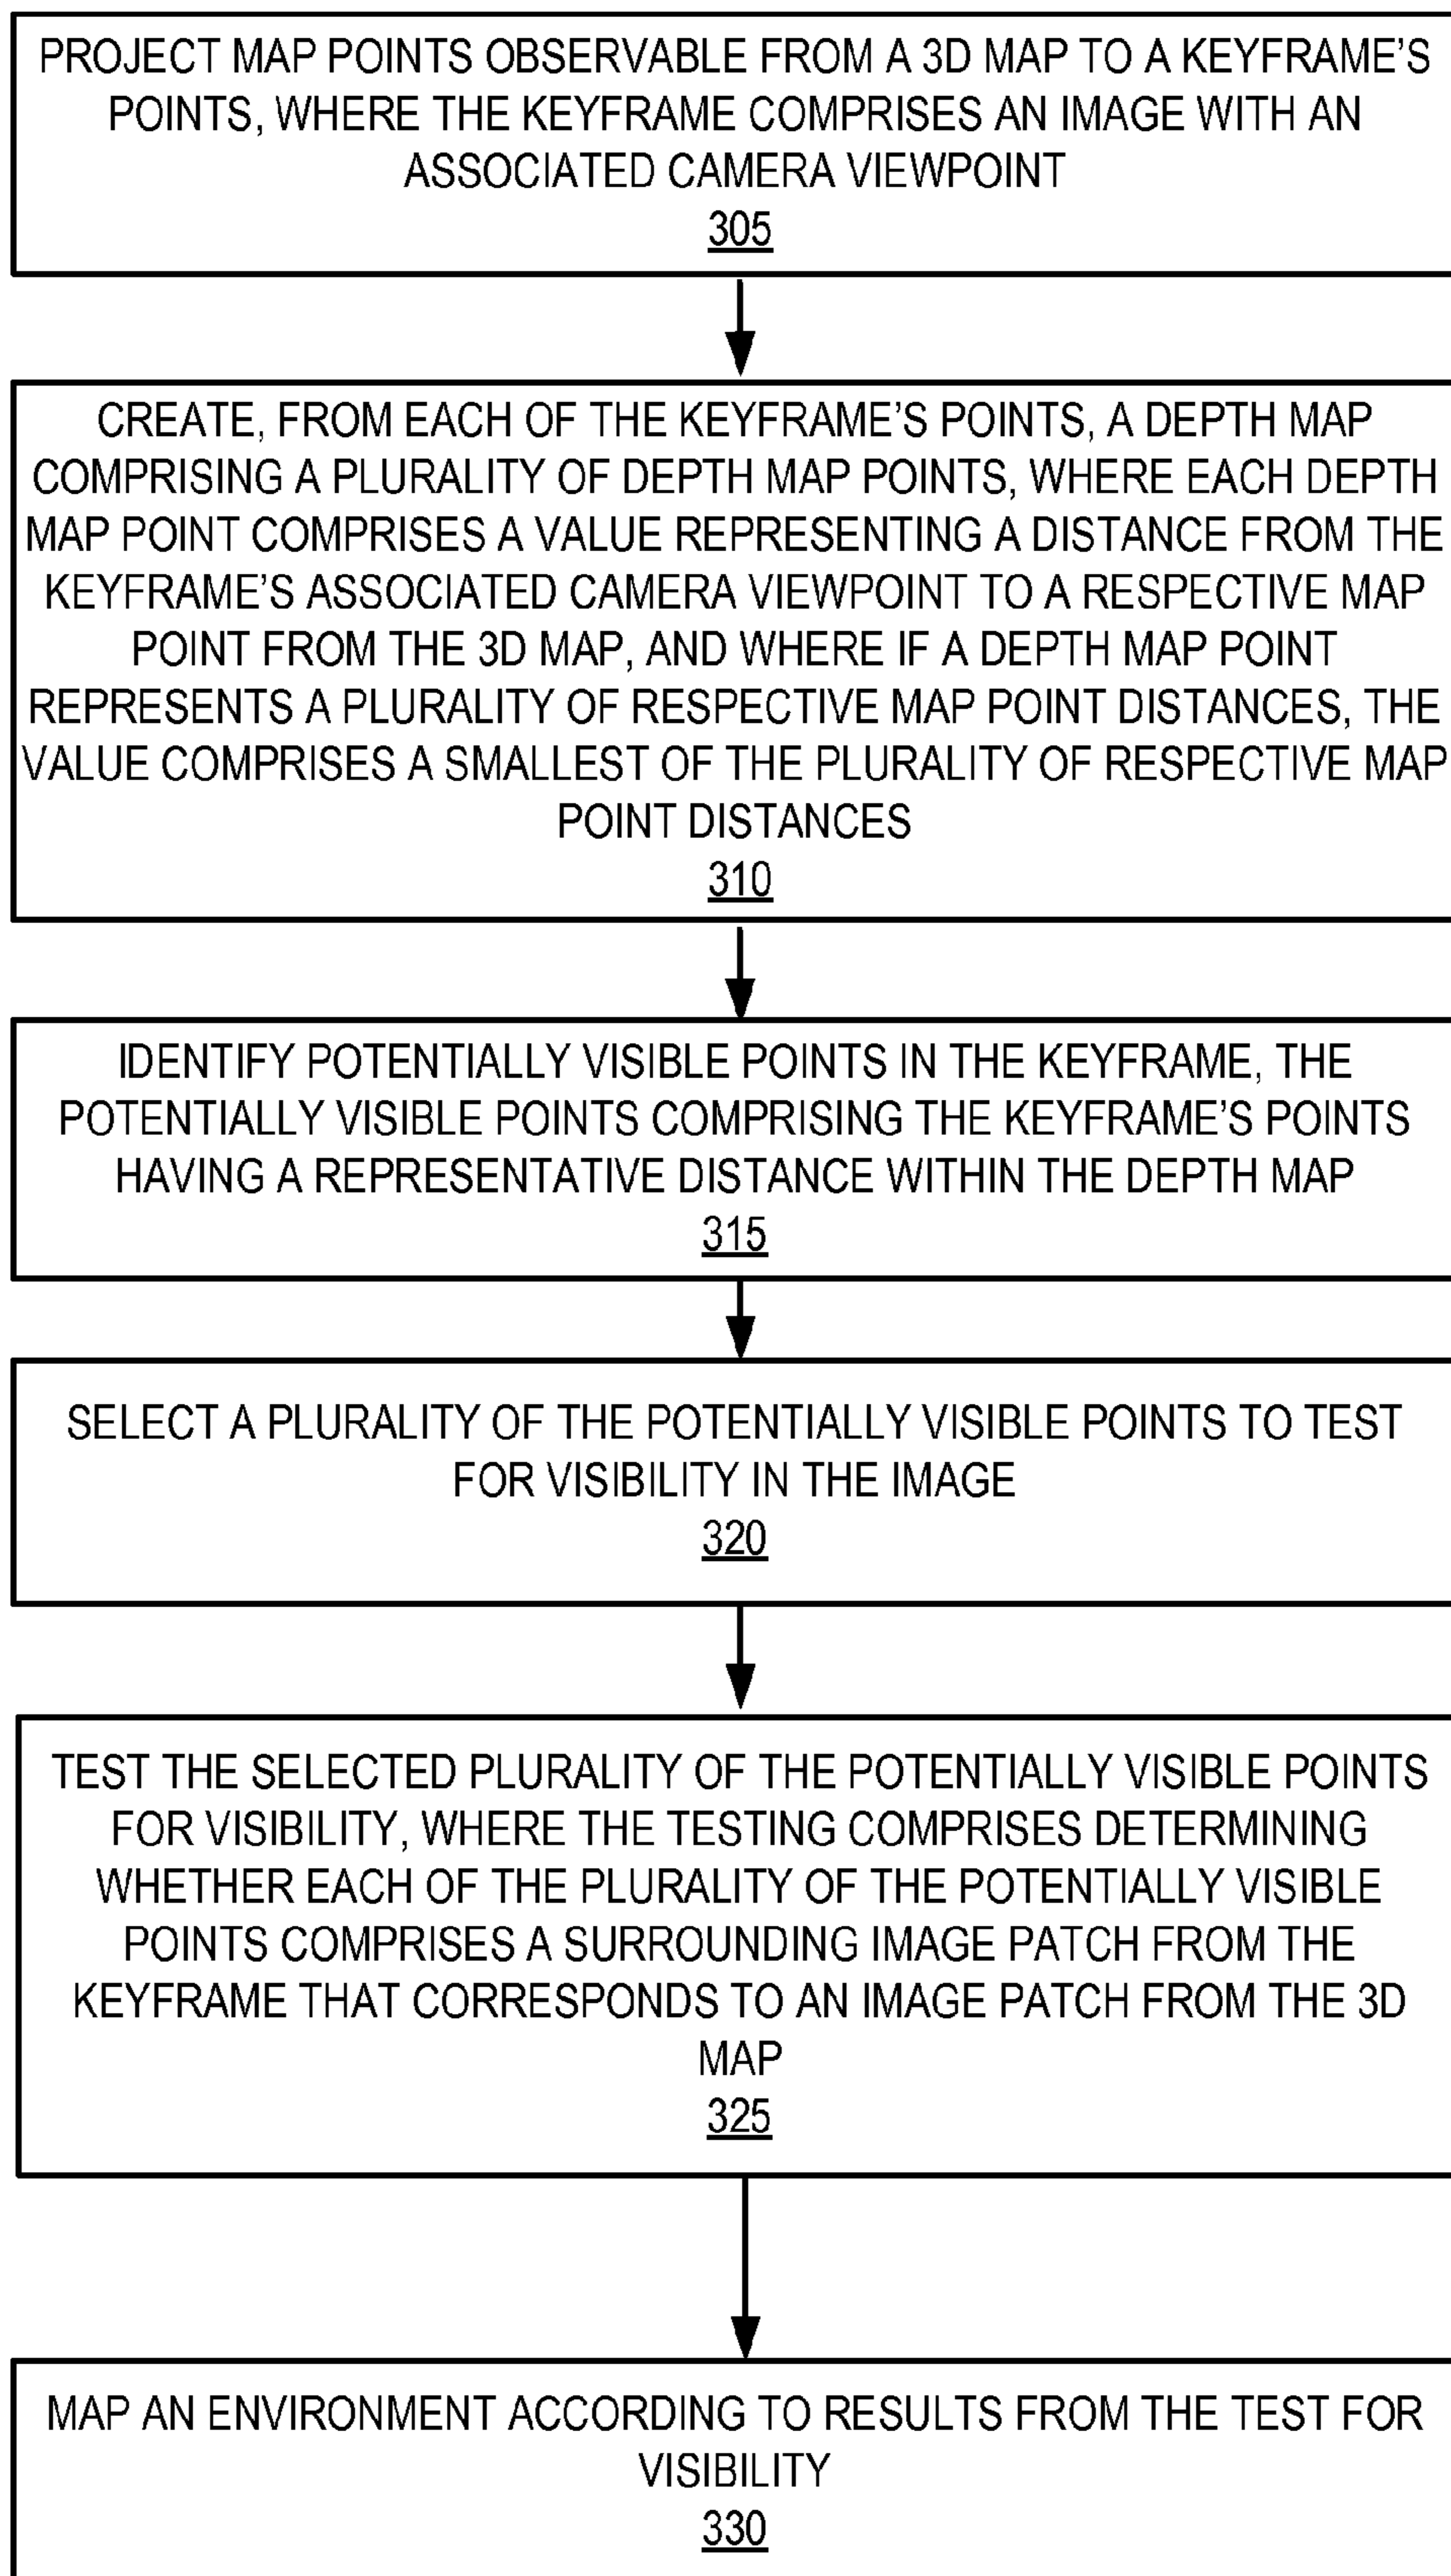 PROJECT MAP POINTS OBSERVABLE FROM A 3D MAP TO A KEYFRAME'S
POINTS, WHERE THE KEYFRAME COMPRISES AN IMAGE WITH AN
ASSOCIATED CAMERA VIEWPOINT
305
CREATE, FROM EACH OF THE KEYFRAME'S POINTS, A DEPTH MAP
COMPRISING A PLURALITY OF DEPTH MAP POINTS, WHERE EACH DEPTH
MAP POINT COMPRISES A VALUE REPRESENTING A DISTANCE FROM THE
KEYFRAME'S ASSOCIATED CAMERA VIEWPOINT TO A RESPECTIVE MAP
POINT FROM THE 3D MAP, AND WHERE IF A DEPTH MAP POINT
REPRESENTS A PLURALITY OF RESPECTIVE MAP POINT DISTANCES, THE
VALUE COMPRISES A SMALLEST OF THE PLURALITY OF RESPECTIVE MAP
POINT DISTANCES
310
IDENTIFY POTENTIALLY VISIBLE POINTS IN THE KEYFRAME, THE
POTENTIALLY VISIBLE POINTS COMPRISING THE KEYFRAME'S POINTS
HAVING A REPRESENTATIVE DISTANCE WITHIN THE DEPTH MAP
315
SELECT A PLURALITY OF THE POTENTIALLY VISIBLE POINTS TO TEST
FOR VISIBILITY IN THE IMAGE
320
TEST THE SELECTED PLURALITY OF THE POTENTIALLY VISIBLE POINTS
FOR VISIBILITY, WHERE THE TESTING COMPRISES DETERMINING
WHETHER EACH OF THE PLURALITY OF THE POTENTIALLY VISIBLE
POINTS COMPRISES A SURROUNDING IMAGE PATCH FROM THE
KEYFRAME THAT CORRESPONDS TO AN IMAGE PATCH FROM THE 3D
MAP
325
MAP AN ENVIRONMENT ACCORDING TO RESULTS FROM THE TEST FOR
VISIBILITY
330